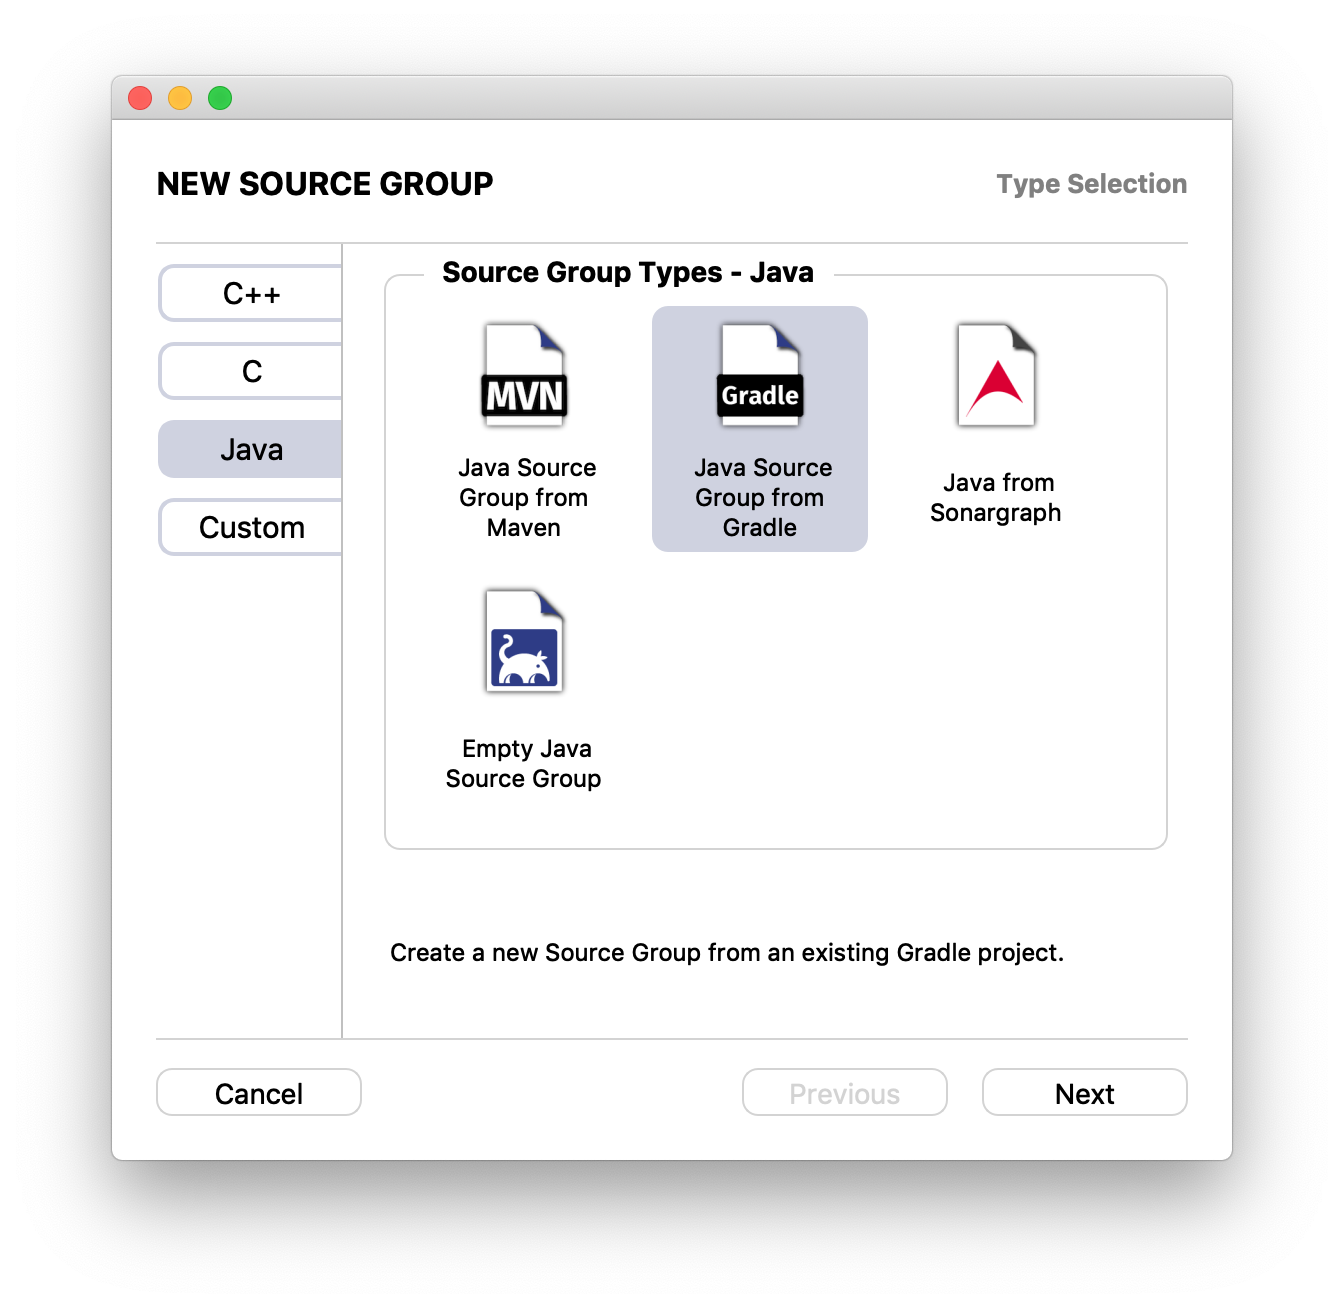 NEW SOURCE GROUP
Type Selection
C++
C
Java
Custom
Source Group Types - Java
MVN
Java Source
Group from
Maven
Gradle
Java Source
Group from
Gradle
Java from
Sonargraph
Empty Java
Source Group
Create a new Source Group from an existing Gradle project.
Cancel
Previous
Next